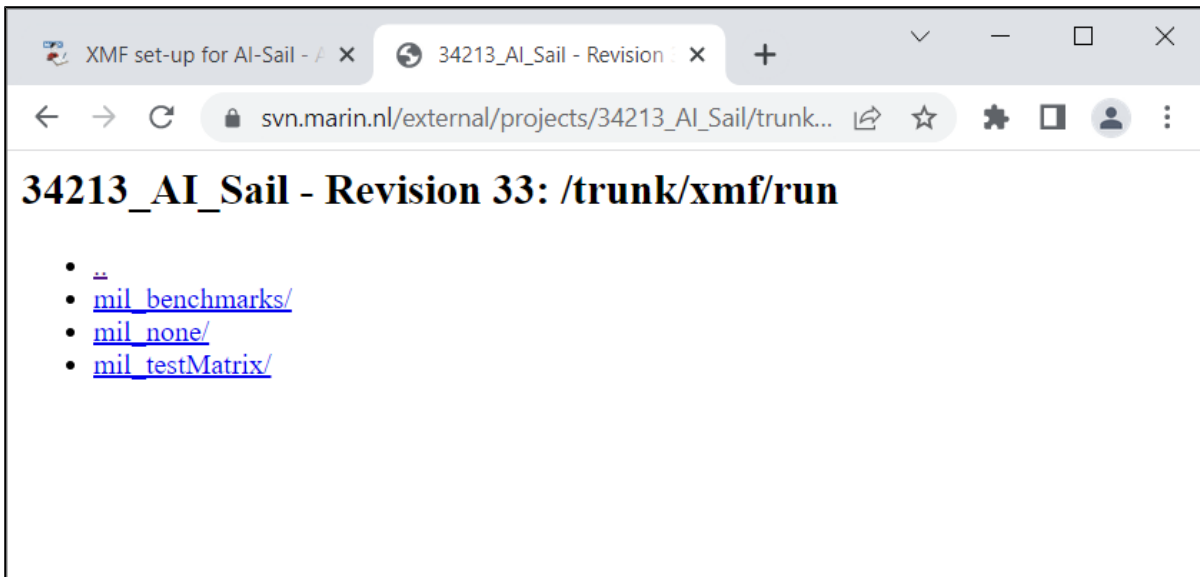 XMF set-up for AI-Sail - A
34213_AI_Sail - Revision 3
svn.marin.nl/external/projects/34213_AI_Sail/trunk...
34213_AI_Sail - Revision 33: /trunk/xmf/run
..
mil_benchmarks/
mil_none/
mil_testMatrix/